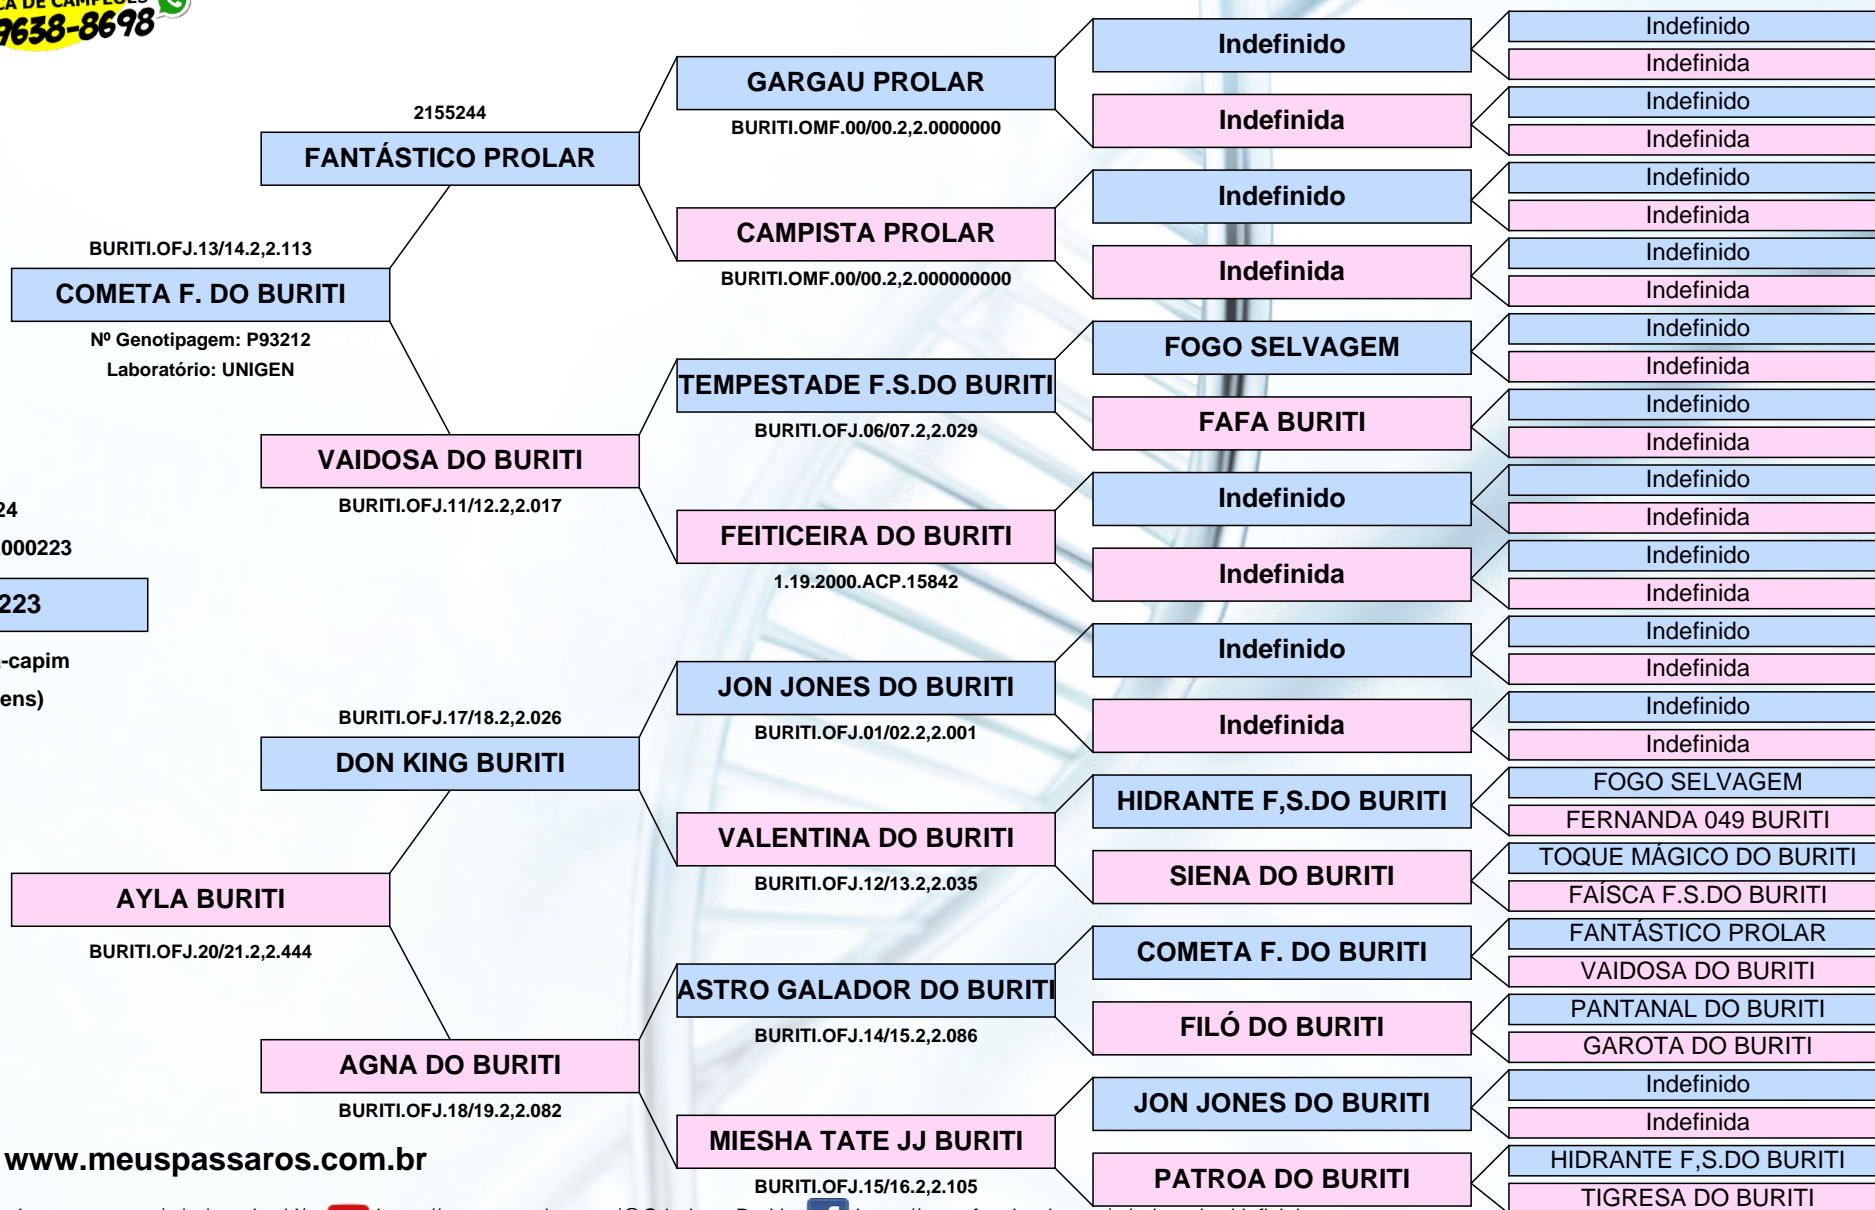 9638-8698
24
000223
223
-capim
ens)
BURITI.OFJ.13/14.2,2.113
COMETA F. DO BURITI
Nº Genotipagem: P93212
Laboratório: UNIGEN
AYLA BURITI
BURITI.OFJ.20/21.2,2.444
2155244
FANTÁSTICO PROLAR
VAIDOSA DO BURITI
BURITI.OFJ.11/12.2,2.017
BURITI.OFJ.17/18.2,2.026
DON KING BURITI
AGNA DO BURITI
BURITI.OFJ.18/19.2,2.082
GARGAU PROLAR
BURITI.OMF.00/00.2,2.0000000
CAMPISTA PROLAR
BURITI.OMF.00/00.2,2.000000000
TEMPESTADE F.S.DO BURITI
BURITI.OFJ.06/07.2,2.029
FEITICEIRA DO BURITI
1.19.2000.ACP.15842
JON JONES DO BURITI
BURITI.OFJ.01/02.2,2.001
VALENTINA DO BURITI
BURITI.OFJ.12/13.2,2.035
ASTRO GALADOR DO BURITI
BURITI.OFJ.14/15.2,2.086
MIESHA TATE JJ BURITI
BURITI.OFJ.15/16.2,2.105
Indefinido
Indefinida
Indefinido
Indefinida
FOGO SELVAGEM
FAFA BURITI
Indefinido
Indefinida
Indefinido
Indefinida
HIDRANTE F,S.DO BURITI
SIENA DO BURITI
COMETA F. DO BURITI
FILÓ DO BURITI
JON JONES DO BURITI
PATROA DO BURITI
Indefinido
Indefinida
Indefinido
Indefinida
Indefinido
Indefinida
Indefinido
Indefinida
Indefinido
Indefinida
Indefinido
Indefinida
Indefinido
Indefinida
Indefinido
Indefinida
Indefinido
Indefinida
Indefinido
Indefinida
FOGO SELVAGEM
FERNANDA 049 BURITI
TOQUE MÁGICO DO BURITI
FAÍSCA F.S.DO BURITI
FANTÁSTICO PROLAR
VAIDOSA DO BURITI
PANTANAL DO BURITI
GAROTA DO BURITI
Indefinido
Indefinida
HIDRANTE F,S.DO BURITI
TIGRESA DO BURITI
www.meuspassaros.com.br